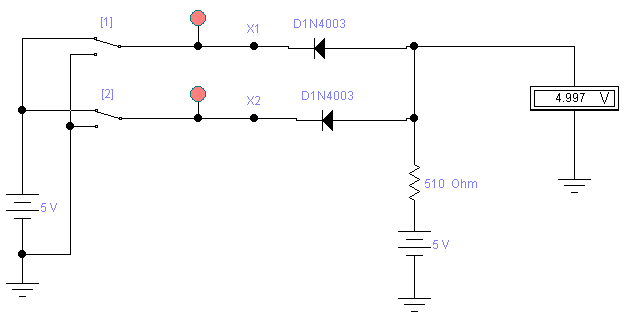 [1]
X1
D1N4003
[2]
X2
D1N4003
4.997 V
510 Ohm
5 V
5 V